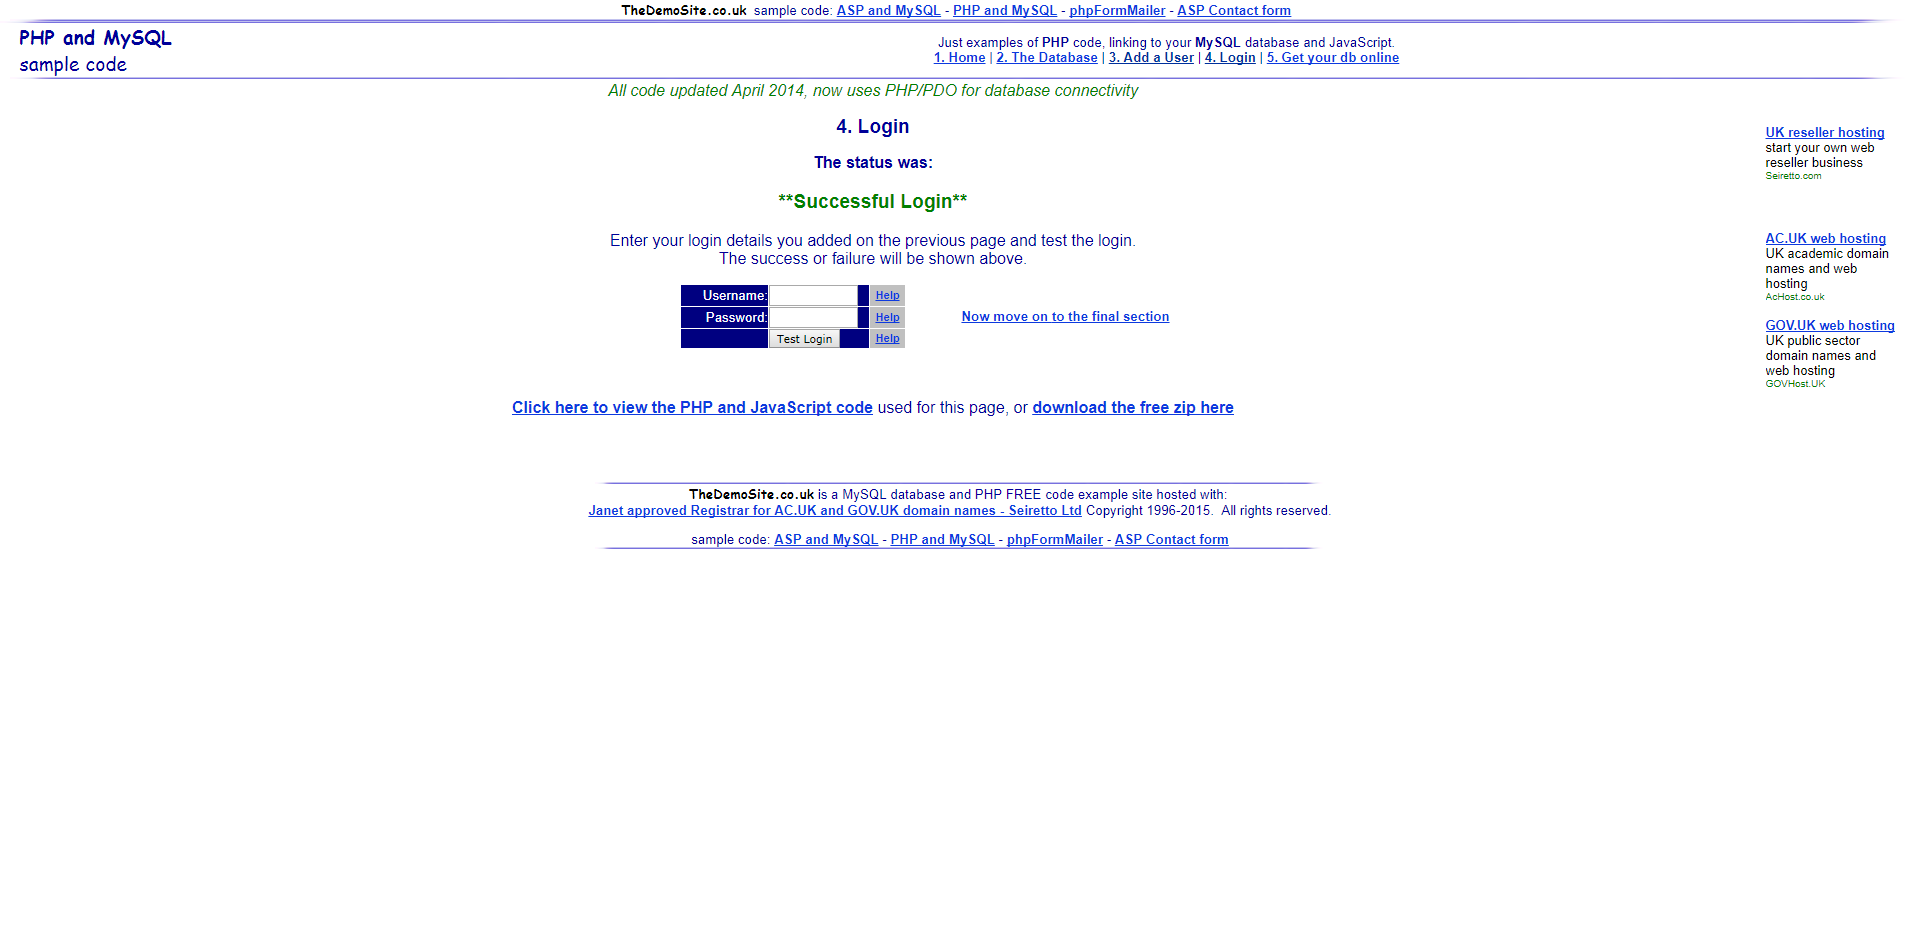 TheDemoSite.co.uk  sample code: ASP and MySQL - PHP and MySQL - phpFormMailer - ASP Contact form
PHP and MySQL
sample code
Just examples of PHP code, linking to your MySQL database and JavaScript.
1. Home | 2. The Database | 3. Add a User | 4. Login | 5. Get your db online
All code updated April 2014, now uses PHP/PDO for database connectivity
4. Login
The status was:
**Successful Login**
Enter your login details you added on the previous page and test the login.
The success or failure will be shown above.
Username: Help
Password: Help
Test Login Help
Now move on to the final section
Click here to view the PHP and JavaScript code used for this page, or download the free zip here
UK reseller hosting
start your own web
reseller business
Seiretto.com
AC.UK web hosting
UK academic domain
names and web
hosting
AcHost.co.uk
GOV.UK web hosting
UK public sector
domain names and
web hosting
GOVHost.UK
TheDemoSite.co.uk is a MySQL database and PHP FREE code example site hosted with:
Janet approved Registrar for AC.UK and GOV.UK domain names - Seiretto Ltd Copyright 1996-2015.  All rights reserved.
sample code: ASP and MySQL - PHP and MySQL - phpFormMailer - ASP Contact form